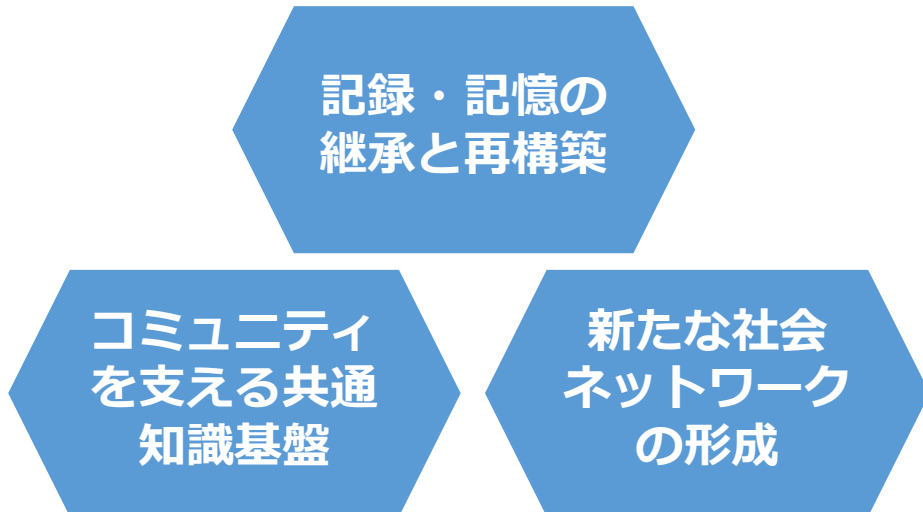 記録・記憶の
継承と再構築
コミュニティ
を支える共通
知識基盤
新たな社会
ネットワーク
の形成